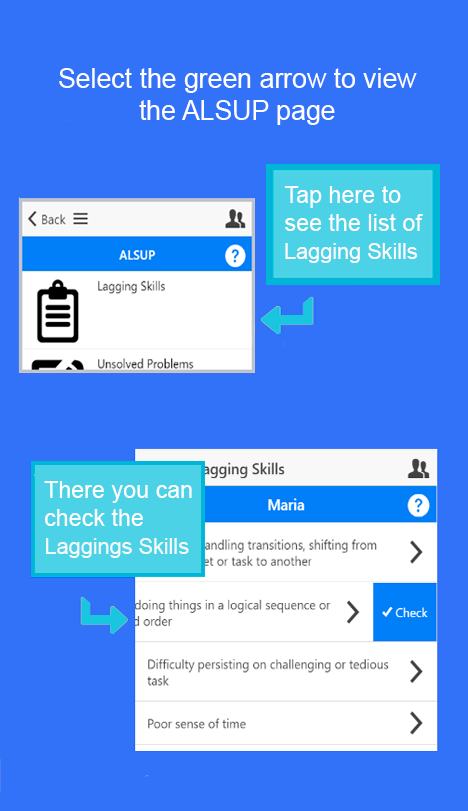 Select the green arrow to view
the ALSUP page
Tap here to
see the list of
Lagging Skills
Back
ALSUP
?
Lagging Skills
Unsolved Problems
There you can
check the
Laggings Skills
agging Skills
Maria
?
andling transitions, shifting from
et or task to another
doing things in a logical sequence or
d order
Check
Difficulty persisting on challenging or tedious
task
Poor sense of time